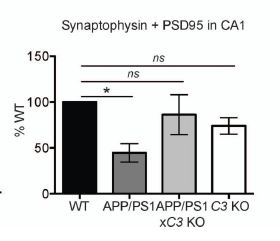 Synaptophysin + PSD95 in CA1
ns
ns
*
150
100
50
0
% WT
WT APP/PS1 APP/PS1 C3 KO
xC3 KO